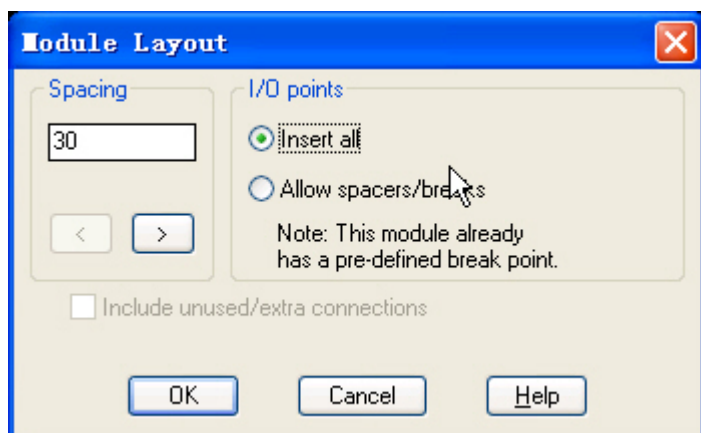 Module Layout
Spacing
30
<
>
I/O points
Insert all
Allow spacers/breaks
Note: This module already
has a pre-defined break point.
Include unused/extra connections
OK
Cancel
Help